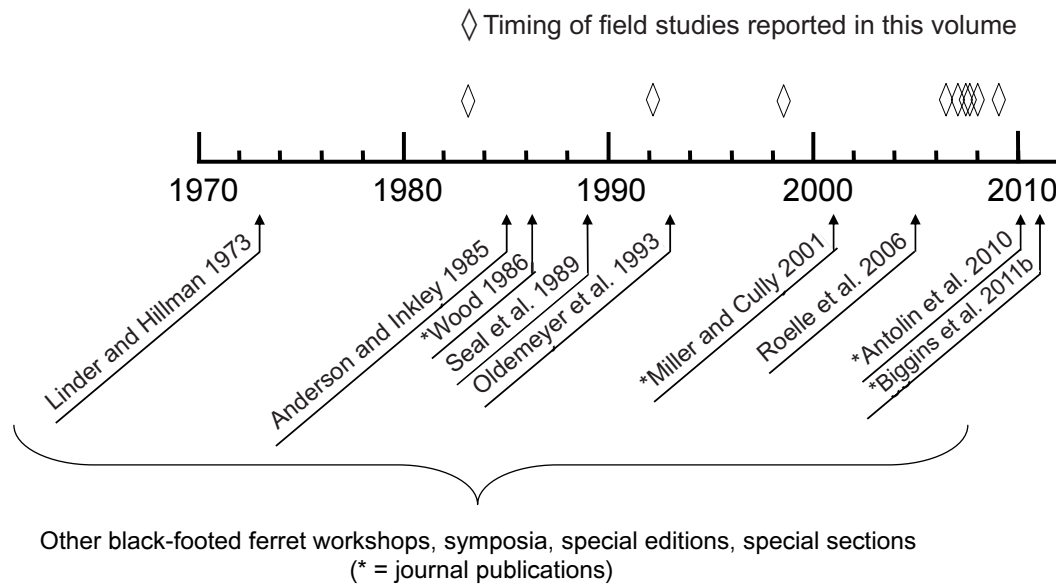 Timing of field studies reported in this volume
1970 1980 1990 2000 2010
Linder and Hillman 1973
Anderson and Inkley 1985
*Wood 1986
Seal et al. 1989
Oldemeyer et al. 1993
*Miller and Cully 2001
Roelle et al. 2006
*Antolin et al. 2010
*Biggins et al. 2011b
Other black-footed ferret workshops, symposia, special editions, special sections
(* = journal publications)